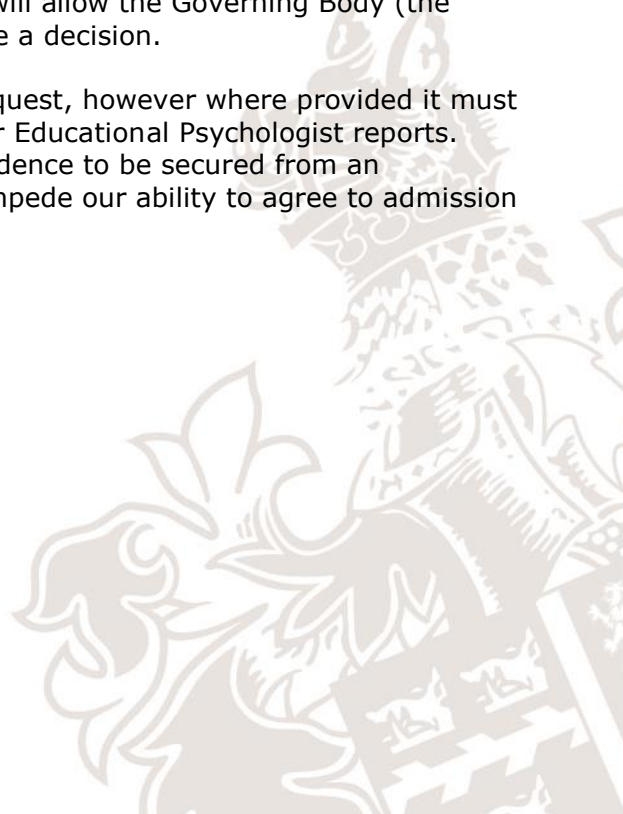 will allow the Governing Body (the
e a decision.
quest, however where provided it must
r Educational Psychologist reports.
dence to be secured from an
npede our ability to agree to admission